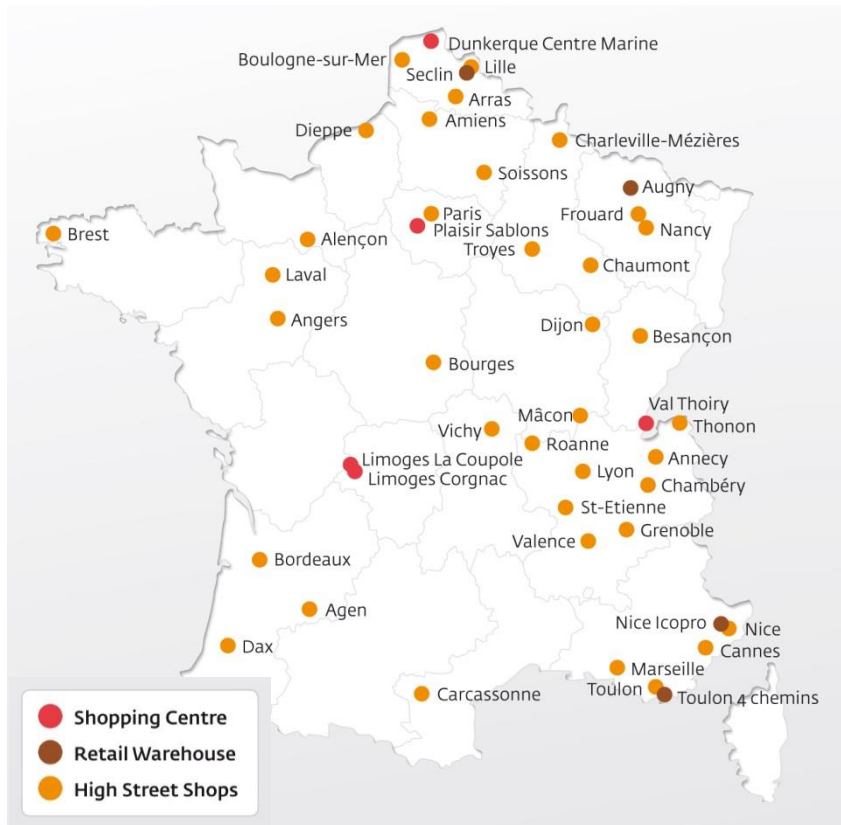 Dunkerque Centre Marine
Boulogne-sur-Mer
Lille
Seclin
Arras
Amiens
Dieppe
Charleville-Mézières
Soissons
Augny
Paris
Frouard
Plaisir Sablons
Nancy
Brest
Alençon
Troyes
Chaumont
Laval
Angers
Dijon
Besançon
Bourges
Val Thoiry
Mâcon
Thonon
Vichy
Roanne
Limoges La Coupole
Annecy
Lyon
Limoges Corgnac
Chambéry
St-Etienne
Grenoble
Valence
Bordeaux
Agen
Nice Icopro
Nice
Dax
Cannes
Marseille
Toulon
Carcassonne
Toulon 4 chemins
Shopping Centre
Retail Warehouse
High Street Shops